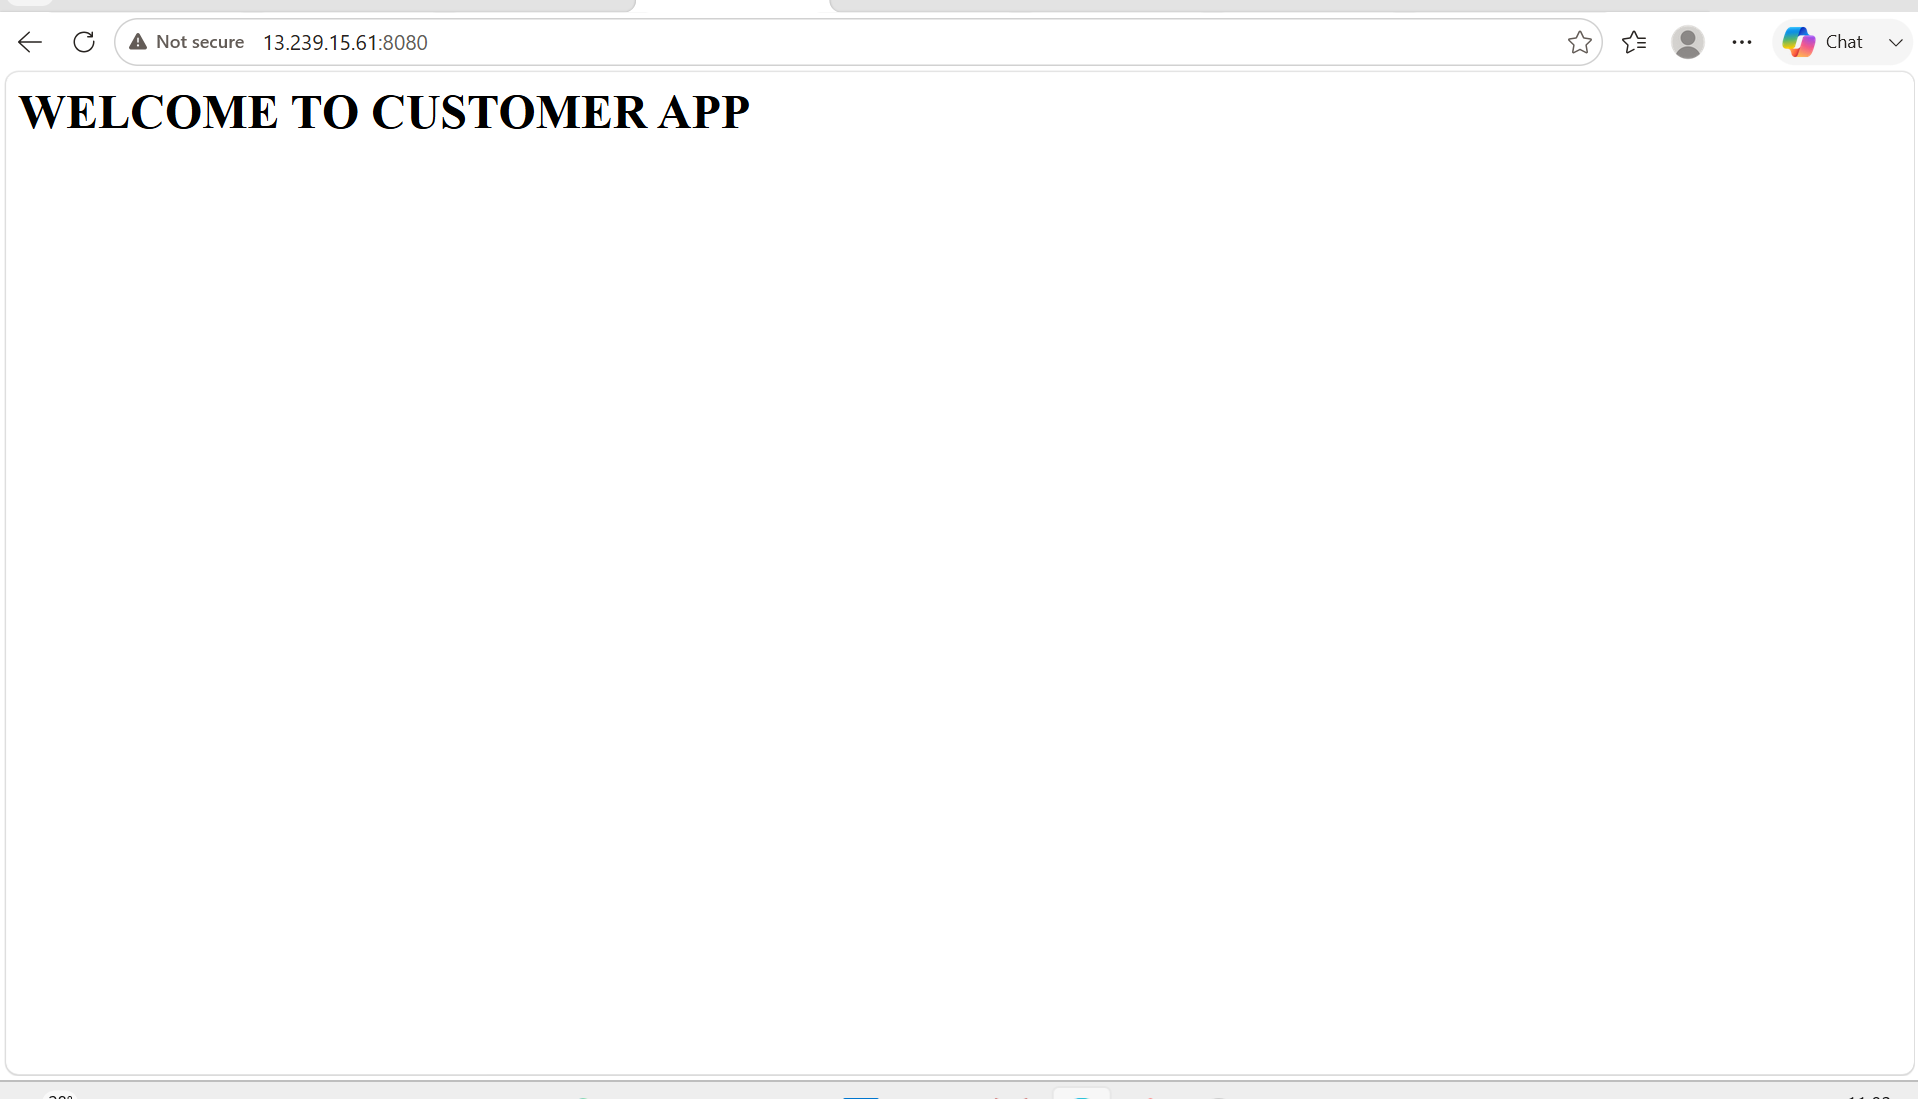 Not secure 13.239.15.61:8080
Chat
WELCOME TO CUSTOMER APP